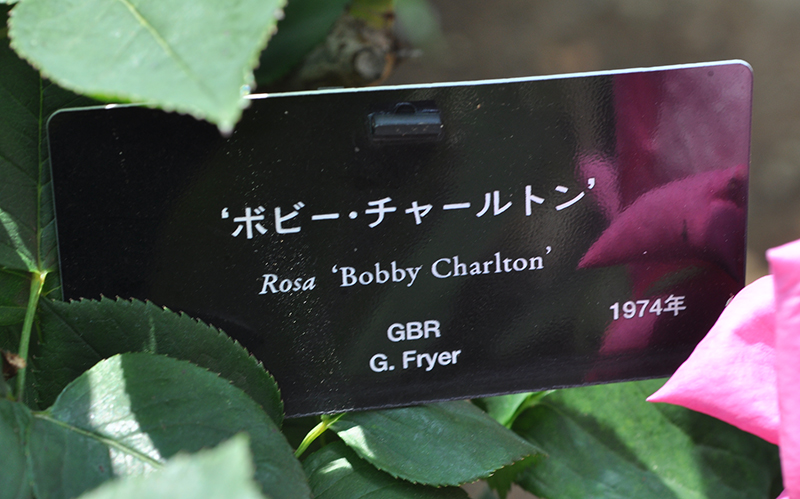 ‘ボビー・チャールトン’
Rosa ‘Bobby Charlton’
1974年
GBR
G. Fryer